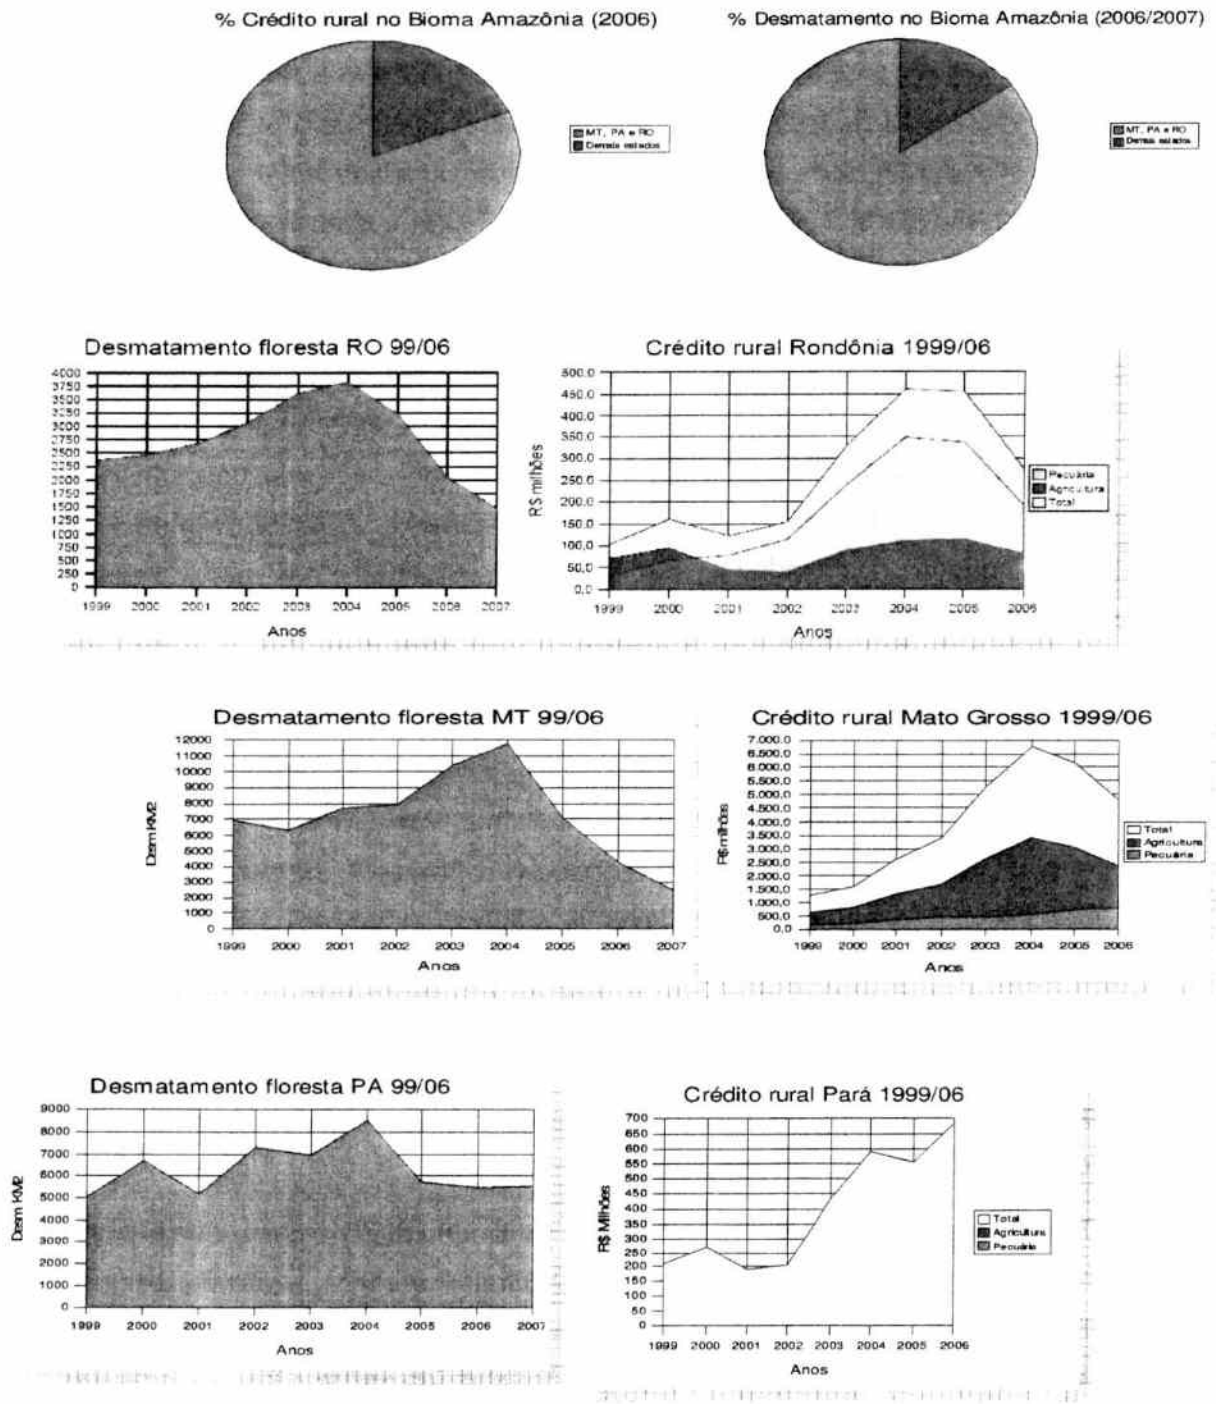 % Crédito rural no Bioma Amazônia (2006)
MT, PA e RO
Demais estados
% Desmatamento no Bioma Amazônia (2006/2007)
MT, PA e RO
Demais estados
Desmatamento floresta RO 99/06
4000
3750
3500
3250
3000
2750
2500
2250
2000
1750
1500
1250
1000
750
500
250
0
1999 2000 2001 2002 2003 2004 2005 2006 2007
Anos
Crédito rural Rondônia 1999/06
R$ milhões
500,0
450,0
400,0
350,0
300,0
250,0
200,0
150,0
100,0
50,0
0,0
1999 2000 2001 2002 2003 2004 2005 2006
Anos
Pecuária
Agricultura
Total
Desmatamento floresta MT 99/06
Desm KM2
12000
11000
10000
9000
8000
7000
6000
5000
4000
3000
2000
1000
0
1999 2000 2001 2002 2003 2004 2005 2006 2007
Anos
Crédito rural Mato Grosso 1999/06
R$ milhões
7.000,0
6.500,0
6.000,0
5.500,0
5.000,0
4.500,0
4.000,0
3.500,0
3.000,0
2.500,0
2.000,0
1.500,0
1.000,0
500,0
0,0
1999 2000 2001 2002 2003 2004 2005 2006
Anos
Total
Agricultura
Pecuária
Desmatamento floresta PA 99/06
Desm KM2
9000
8000
7000
6000
5000
4000
3000
2000
1000
0
1999 2000 2001 2002 2003 2004 2005 2006 2007
Anos
Crédito rural Pará 1999/06
R$ Milhões
700
650
600
550
500
450
400
350
300
250
200
150
100
50
0
1999 2000 2001 2002 2003 2004 2005 2006
Anos
Total
Agricultura
Pecuária